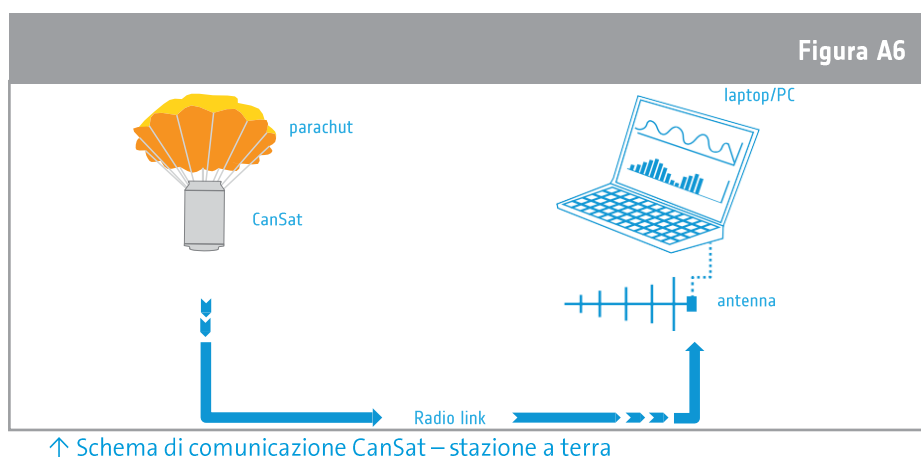 Figura A6
laptop/PC
parachut
CanSat
antenna
Radio link
↑ Schema di comunicazione CanSat – stazione a terra